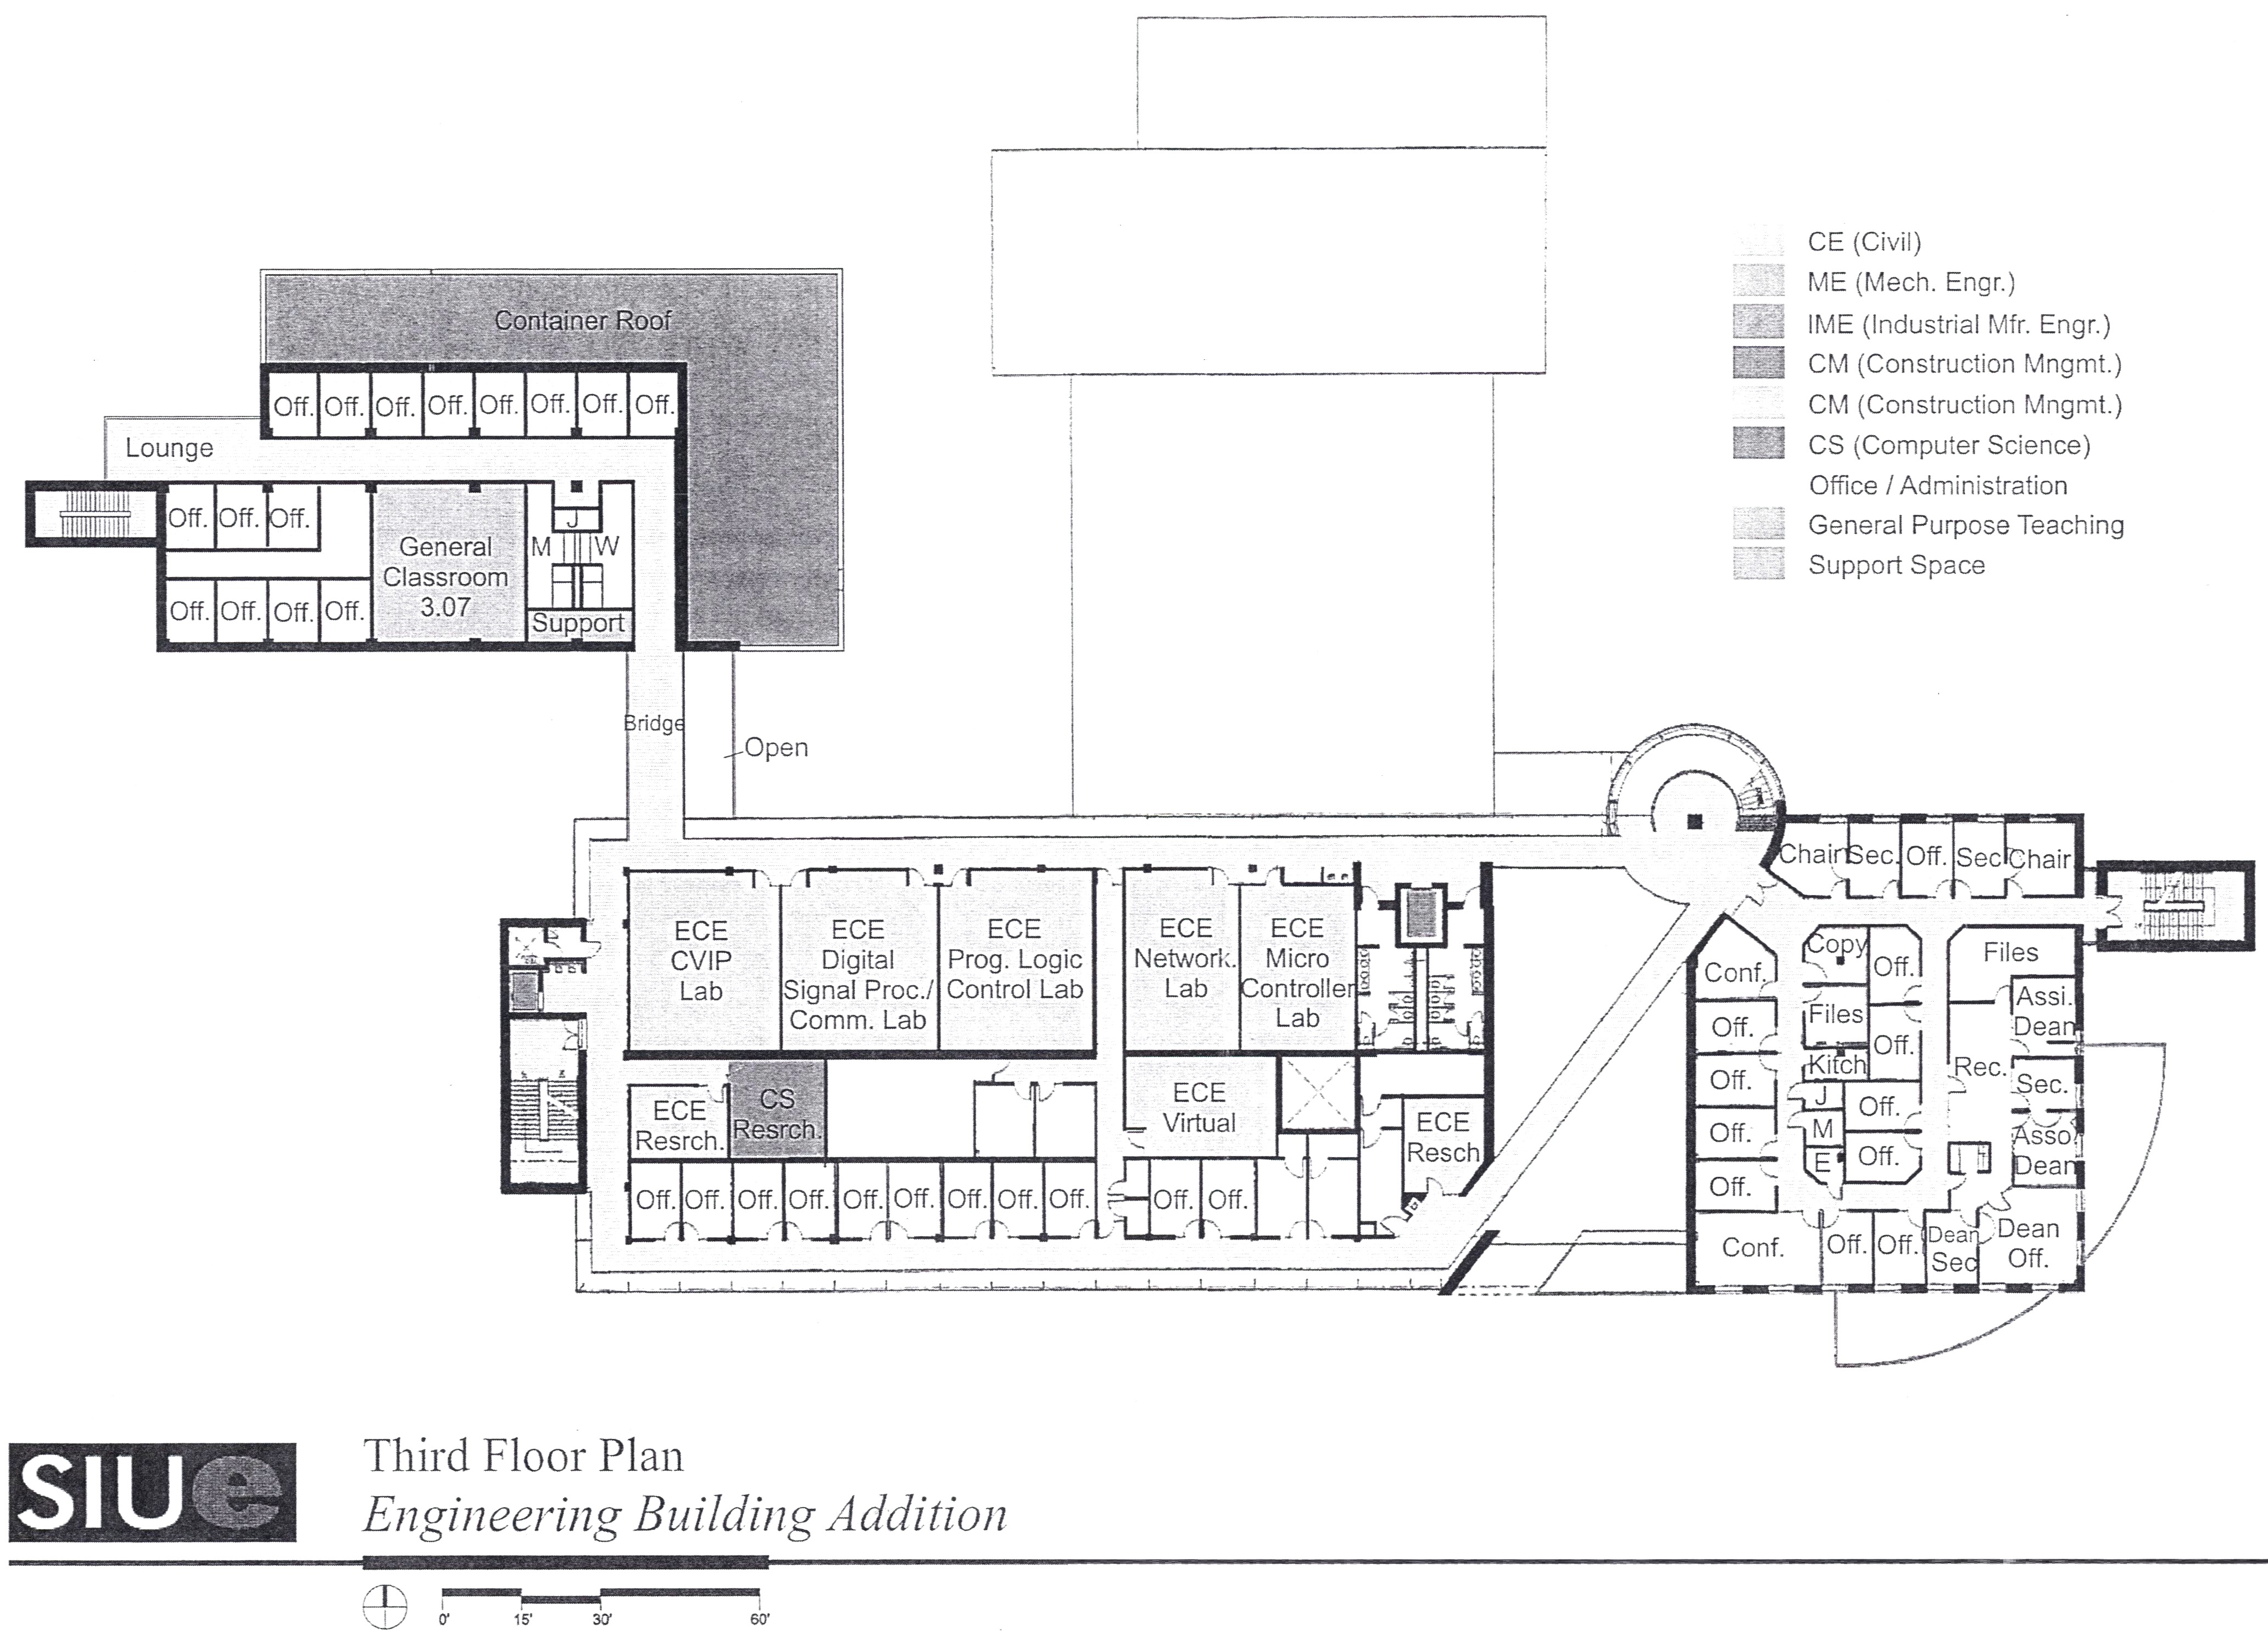 CE (Civil)
ME (Mech. Engr.)
IME (Industrial Mfr. Engr.)
CM (Construction Mngmt.)
CM (Construction Mngmt.)
CS (Computer Science)
Office / Administration
General Purpose Teaching
Support Space
Container Roof
Off. Off. Off. Off. Off. Off. Off. Off.
Lounge
Off. Off. Off.
J
M W
General
Classroom
3.07
Off. Off. Off. Off.
Support
Bridge
Open
Chair Sec. Off. Sec Chair
ECE
CVIP
Lab
ECE
Digital
Signal Proc./
Comm. Lab
ECE
Prog. Logic
Control Lab
ECE
Network.
Lab
ECE
Micro
Controller
Lab
ECE
Resrch.
CS
Resrch.
ECE
Virtual
ECE
Resch
Off. Off. Off. Off. Off. Off. Off. Off. Off.
Off. Off.
Conf.
Off.
Off.
Off.
Off.
Conf.
Copy
Files
Kitch
J
M
E
Off.
Off.
Off.
Off.
Files
Assi.
Dean
Rec.
Sec.
Asso.
Dean
Off. Off.
Dean
Sec
Dean
Off.
SIUe
Third Floor Plan
Engineering Building Addition
0' 15' 30' 60'